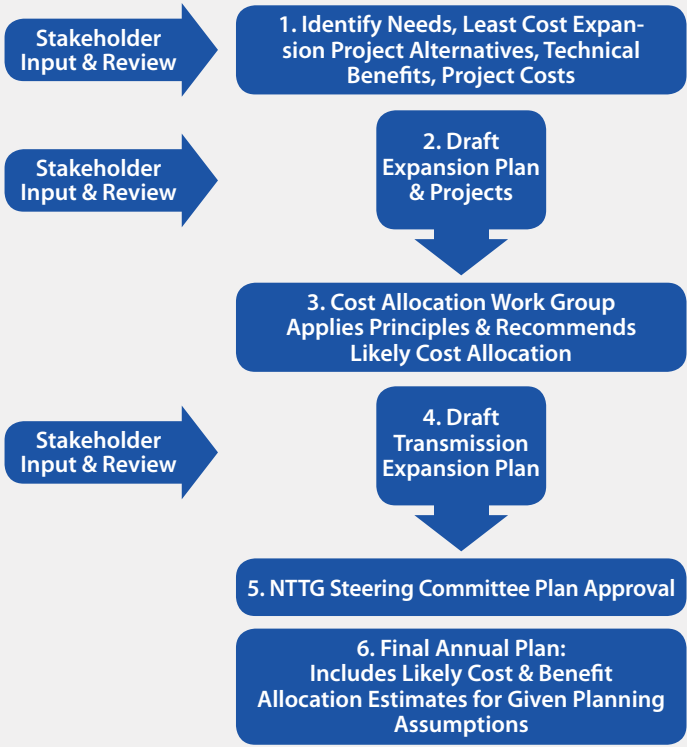 Stakeholder
Input & Review
1. Identify Needs, Least Cost Expan-
sion Project Alternatives, Technical
Benefits, Project Costs
Stakeholder
Input & Review
2. Draft
Expansion Plan
& Projects
3. Cost Allocation Work Group
Applies Principles & Recommends
Likely Cost Allocation
Stakeholder
Input & Review
4. Draft
Transmission
Expansion Plan
5. NTTG Steering Committee Plan Approval
6. Final Annual Plan:
Includes Likely Cost & Benefit
Allocation Estimates for Given Planning
Assumptions